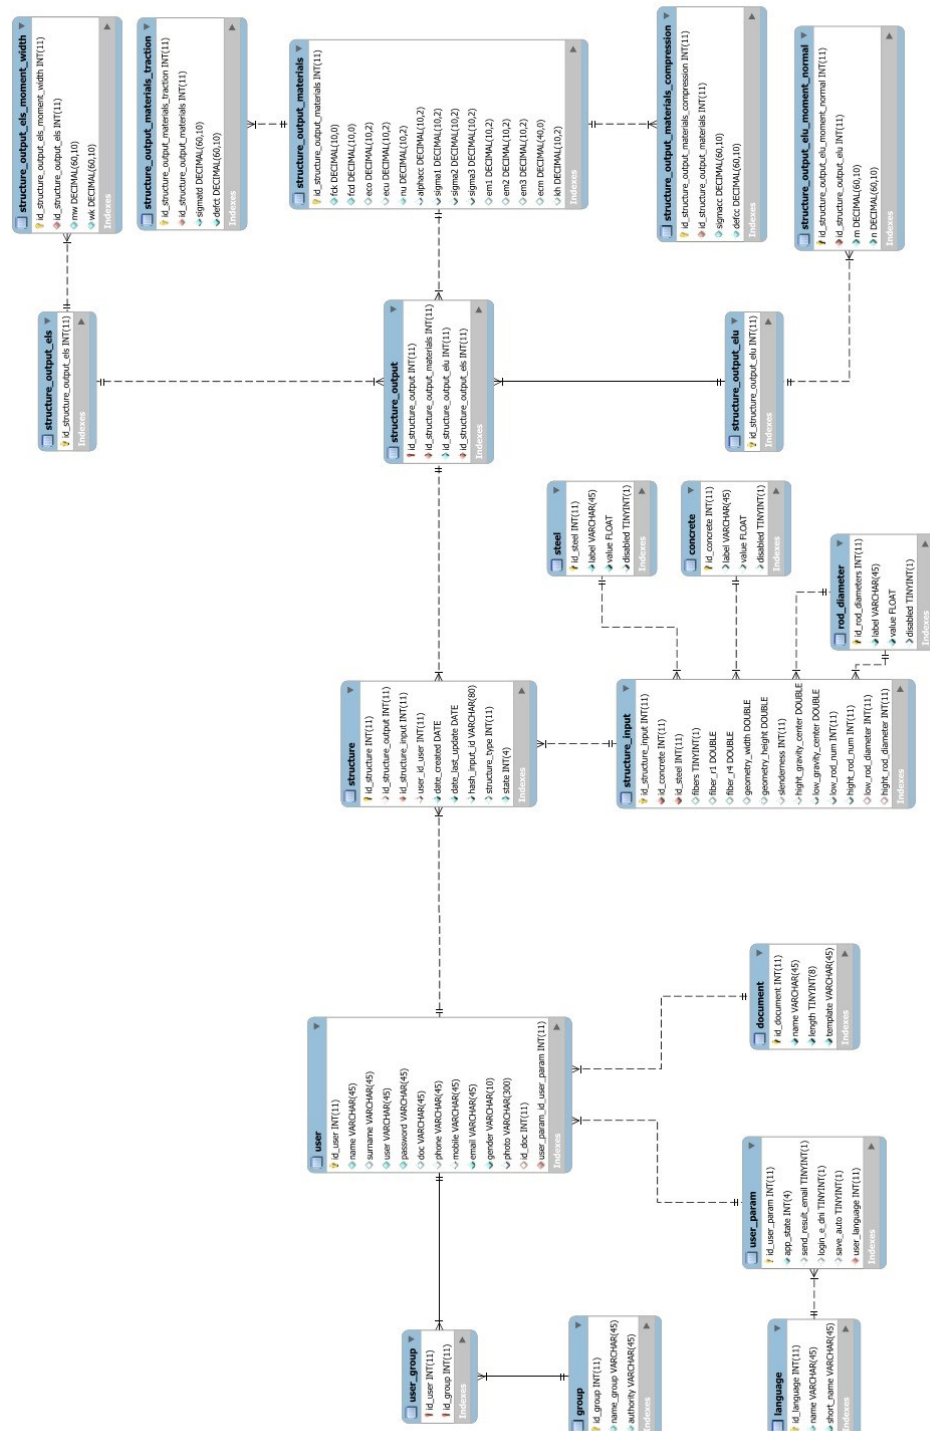 structure_output_els_moment_width
id_structure_output_els_moment_width INT(11)
id_structure_output_els INT(11)
mw DECIMAL(60,10)
wk DECIMAL(60,10)
Indexes
structure_output_materials_traction
id_structure_output_materials_traction INT(11)
id_structure_output_materials INT(11)
sigmatd DECIMAL(60,10)
defct DECIMAL(60,10)
Indexes
structure_output_materials
id_structure_output_materials INT(11)
fck DECIMAL(10,0)
fcd DECIMAL(10,0)
eco DECIMAL(10,2)
ecu DECIMAL(10,2)
nu DECIMAL(10,2)
alphacc DECIMAL(10,2)
sigma1 DECIMAL(10,2)
sigma2 DECIMAL(10,2)
sigma3 DECIMAL(10,2)
em1 DECIMAL(10,2)
em2 DECIMAL(10,2)
em3 DECIMAL(10,2)
ecm DECIMAL(40,0)
kh DECIMAL(10,2)
Indexes
structure_output_materials_compression
id_structure_output_materials_compression INT(11)
id_structure_output_materials INT(11)
sigmacc DECIMAL(60,10)
defcc DECIMAL(60,10)
Indexes
structure_output_elu_moment_normal
id_structure_output_elu_moment_normal INT(11)
id_structure_output_elu INT(11)
m DECIMAL(60,10)
n DECIMAL(60,10)
Indexes
structure_output_els
id_structure_output_els INT(11)
Indexes
structure_output
id_structure_output INT(11)
id_structure_output_materials INT(11)
id_structure_output_elu INT(11)
id_structure_output_els INT(11)
Indexes
structure_output_elu
id_structure_output_elu INT(11)
Indexes
steel
id_steel INT(11)
label VARCHAR(45)
value FLOAT
disabled TINYINT(1)
Indexes
concrete
id_concrete INT(11)
label VARCHAR(45)
value FLOAT
disabled TINYINT(1)
Indexes
rod_diameter
id_rod_diameters INT(11)
label VARCHAR(45)
value FLOAT
disabled TINYINT(1)
Indexes
structure
id_structure INT(11)
id_structure_output INT(11)
id_structure_input INT(11)
user_id_user INT(11)
date_created DATE
date_last_update DATE
hash_input_id VARCHAR(80)
structure_type INT(11)
state INT(4)
Indexes
structure_input
id_structure_input INT(11)
id_concrete INT(11)
id_steel INT(11)
fibers TINYINT(1)
fiber_r1 DOUBLE
fiber_r4 DOUBLE
geometry_width DOUBLE
geometry_height DOUBLE
slenderness INT(11)
hight_gravity_center DOUBLE
low_gravity_center DOUBLE
low_rod_num INT(11)
hight_rod_num INT(11)
low_rod_diameter INT(11)
hight_rod_diameter INT(11)
Indexes
user
id_user INT(11)
name VARCHAR(45)
surname VARCHAR(45)
user VARCHAR(45)
password VARCHAR(45)
doc VARCHAR(45)
phone VARCHAR(45)
mobile VARCHAR(45)
email VARCHAR(45)
gender VARCHAR(10)
photo VARCHAR(300)
id_doc INT(11)
user_param_id_user_param INT(11)
Indexes
document
id_document INT(11)
name VARCHAR(45)
length TINYINT(8)
template VARCHAR(45)
Indexes
user_param
id_user_param INT(11)
app_state INT(4)
send_result_email TINYINT(1)
login_e_dni TINYINT(1)
save_auto TINYINT(1)
user_language INT(11)
Indexes
user_group
id_user INT(11)
id_group INT(11)
Indexes
group
id_group INT(11)
name_group VARCHAR(45)
authority VARCHAR(45)
Indexes
language
id_language INT(11)
name VARCHAR(45)
short_name VARCHAR(45)
Indexes